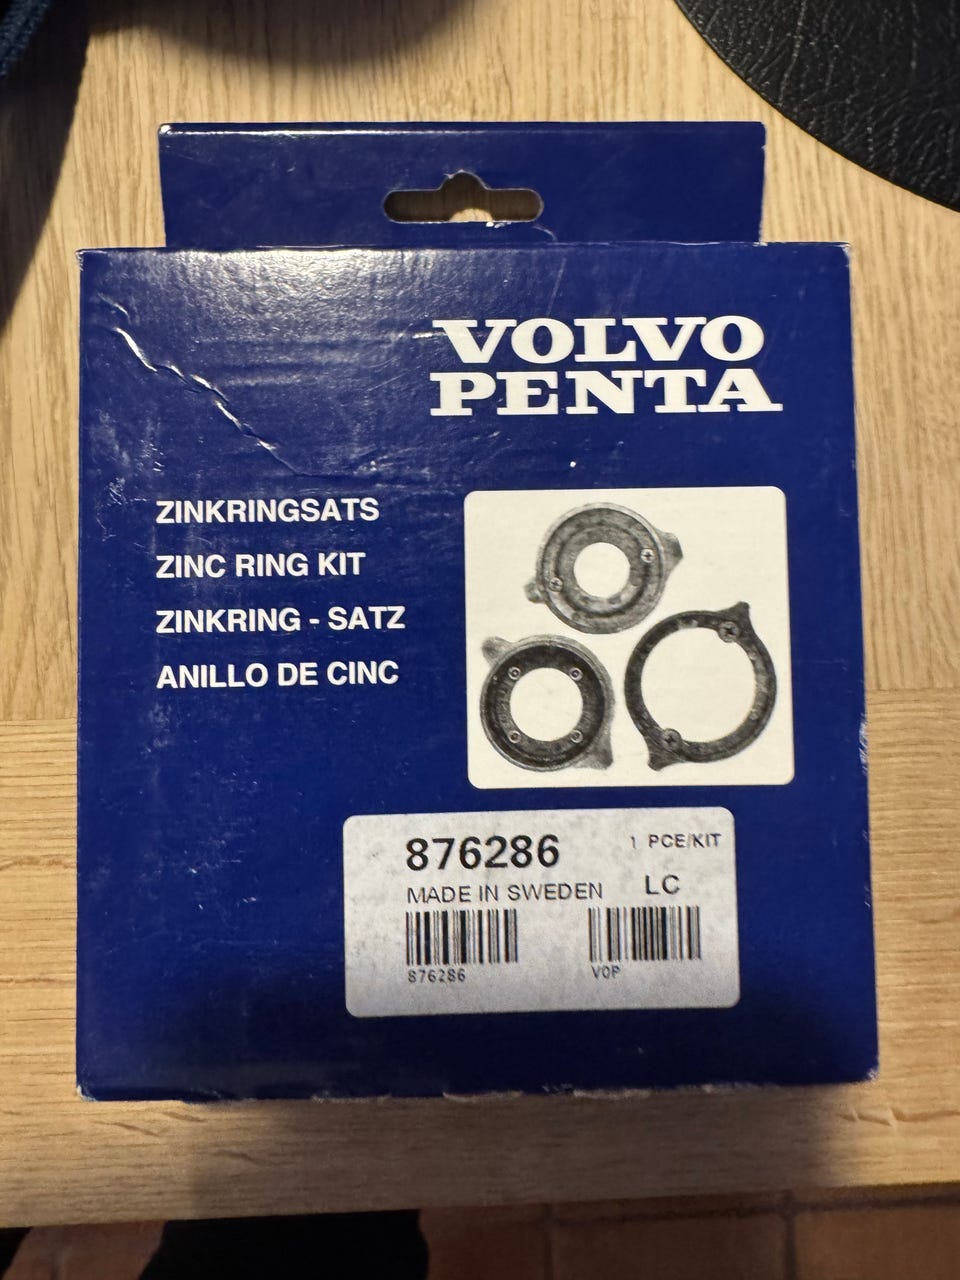 VOLVO
PENTA
ZINKRINGSATS
ZINC RING KIT
ZINKRING - SATZ
ANILLO DE CINC
876286 1 PCE/KIT
MADE IN SWEDEN LC
876286 VOP